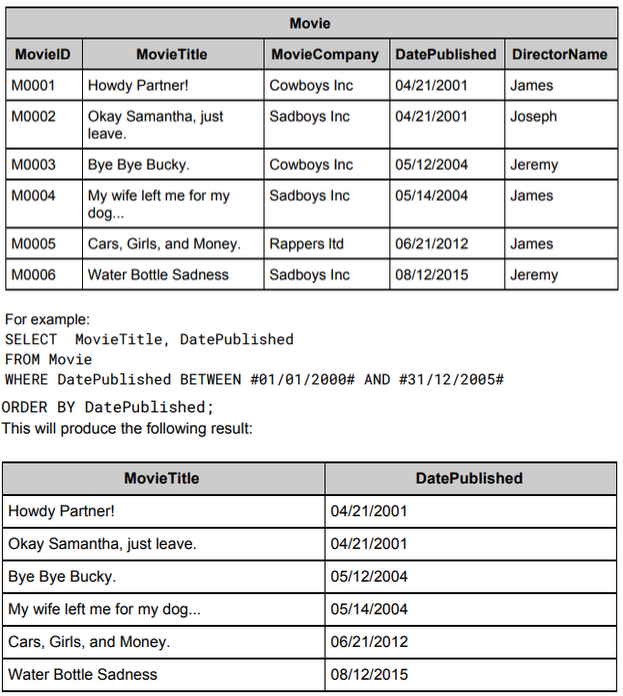 Movie
MovieID MovieTitle MovieCompany DatePublished DirectorName
M0001 Howdy Partner! Cowboys Inc 04/21/2001 James
M0002 Okay Samantha, just leave. Sadboys Inc 04/21/2001 Joseph
M0003 Bye Bye Bucky. Cowboys Inc 05/12/2004 Jeremy
M0004 My wife left me for my dog... Sadboys Inc 05/14/2004 James
M0005 Cars, Girls, and Money. Rappers ltd 06/21/2012 James
M0006 Water Bottle Sadness Sadboys Inc 08/12/2015 Jeremy
For example:
SELECT MovieTitle, DatePublished
FROM Movie
WHERE DatePublished BETWEEN #01/01/2000# AND #31/12/2005#
ORDER BY DatePublished;
This will produce the following result:
MovieTitle DatePublished
Howdy Partner! 04/21/2001
Okay Samantha, just leave. 04/21/2001
Bye Bye Bucky. 05/12/2004
My wife left me for my dog... 05/14/2004
Cars, Girls, and Money. 06/21/2012
Water Bottle Sadness 08/12/2015